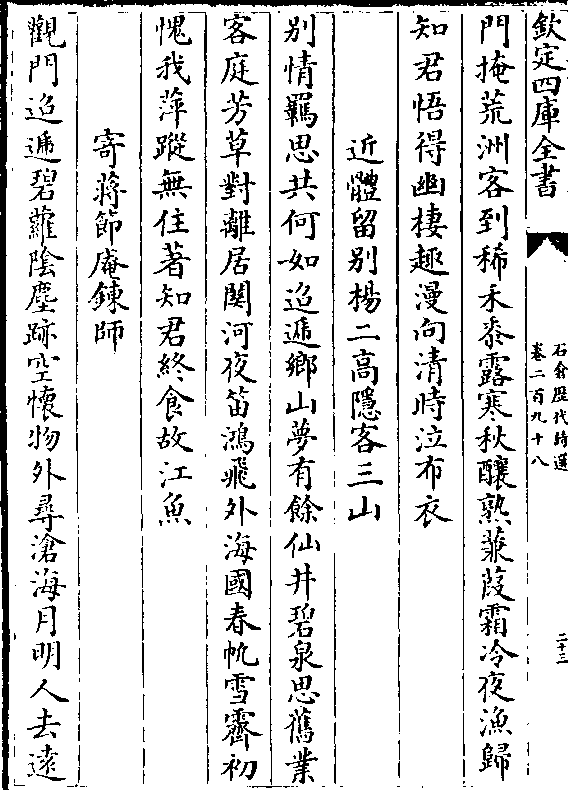 欽定四庫全書
石倉歷代詩選
卷二百九十八
二十三
門掩荒洲客到稀禾黍露寒秋釀熟蒹葭霜冷夜漁歸
知君悟得幽棲趣漫向清時泣布衣
近體留别楊二高隱客三山
别情羈思共何如迢遞鄉山夢有餘仙井碧泉思舊業
客庭芳草對離居関河夜笛鴻飛外海國春帆雪霽初
愧我萍蹤無住著知君終食故江魚
寄蔣節庵鍊師
觀門迢遞碧蘿陰塵跡空懷物外尋滄海月明人去遠